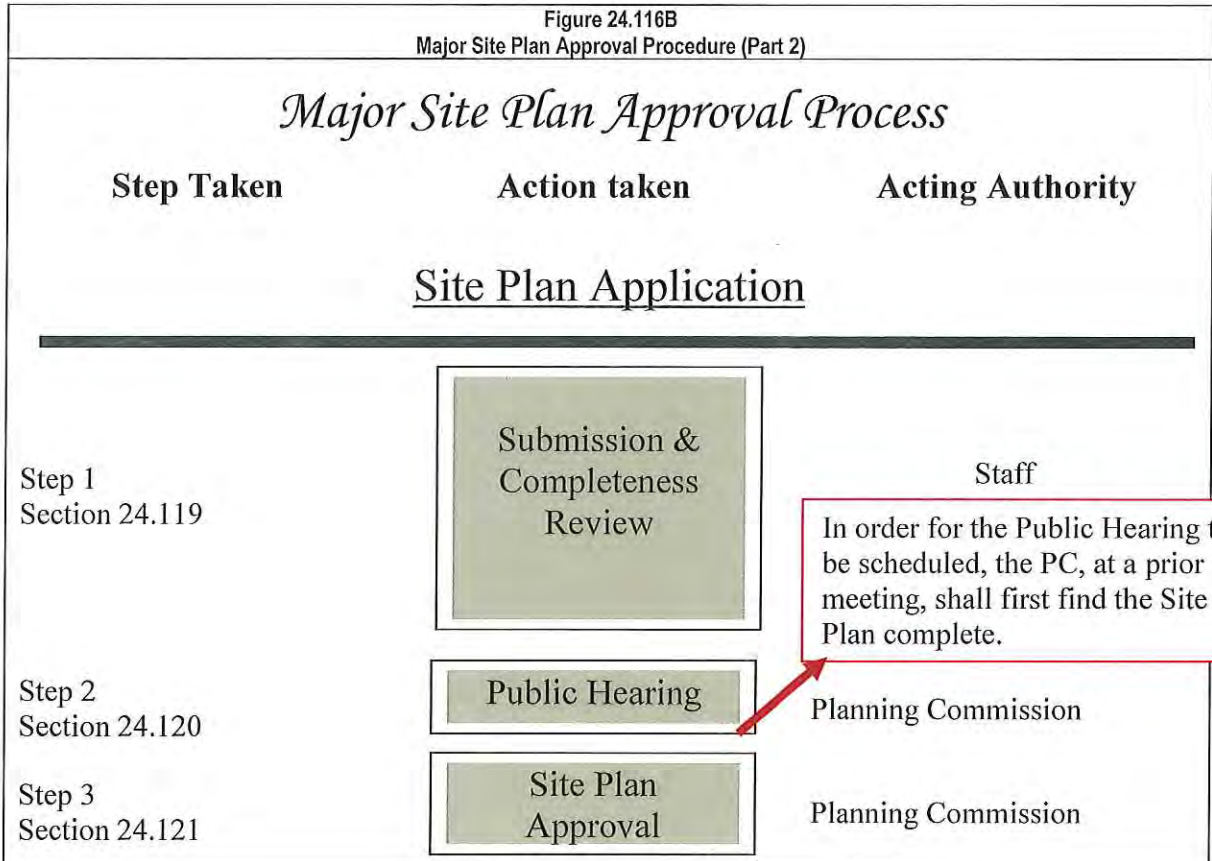 Figure 24.116B
Major Site Plan Approval Procedure (Part 2)
Major Site Plan Approval Process
Step Taken Action taken Acting Authority
Site Plan Application
Step 1
Section 24.119
Submission &
Completeness
Review
Staff
In order for the Public Hearing t
be scheduled, the PC, at a prior
meeting, shall first find the Site
Plan complete.
Step 2
Section 24.120
Public Hearing
Planning Commission
Step 3
Section 24.121
Site Plan
Approval
Planning Commission